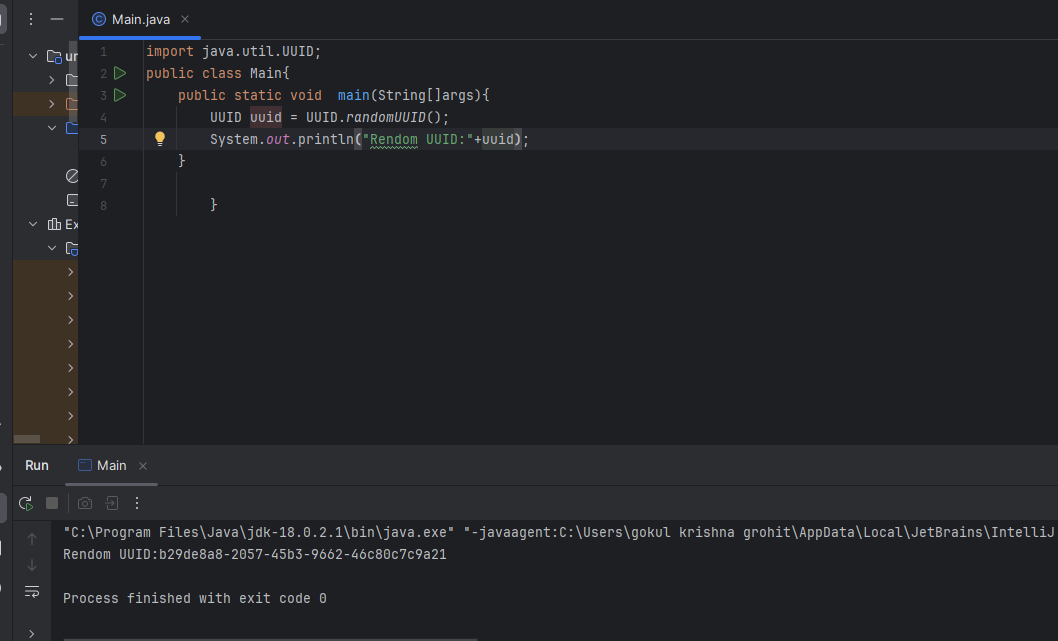 Main.java
ur
1 import java.util.UUID;
2 public class Main{
3 public static void  main(String[]args){
4 UUID uuid = UUID.randomUUID();
5 System.out.println("Rendom UUID:"+uuid);
6 }
7
8 }
Ex
Run Main
"C:\Program Files\Java\jdk-18.0.2.1\bin\java.exe" "-javaagent:C:\Users\gokul krishna grohit\AppData\Local\JetBrains\IntelliJ
Rendom UUID:b29de8a8-2057-45b3-9662-46c80c7c9a21
Process finished with exit code 0